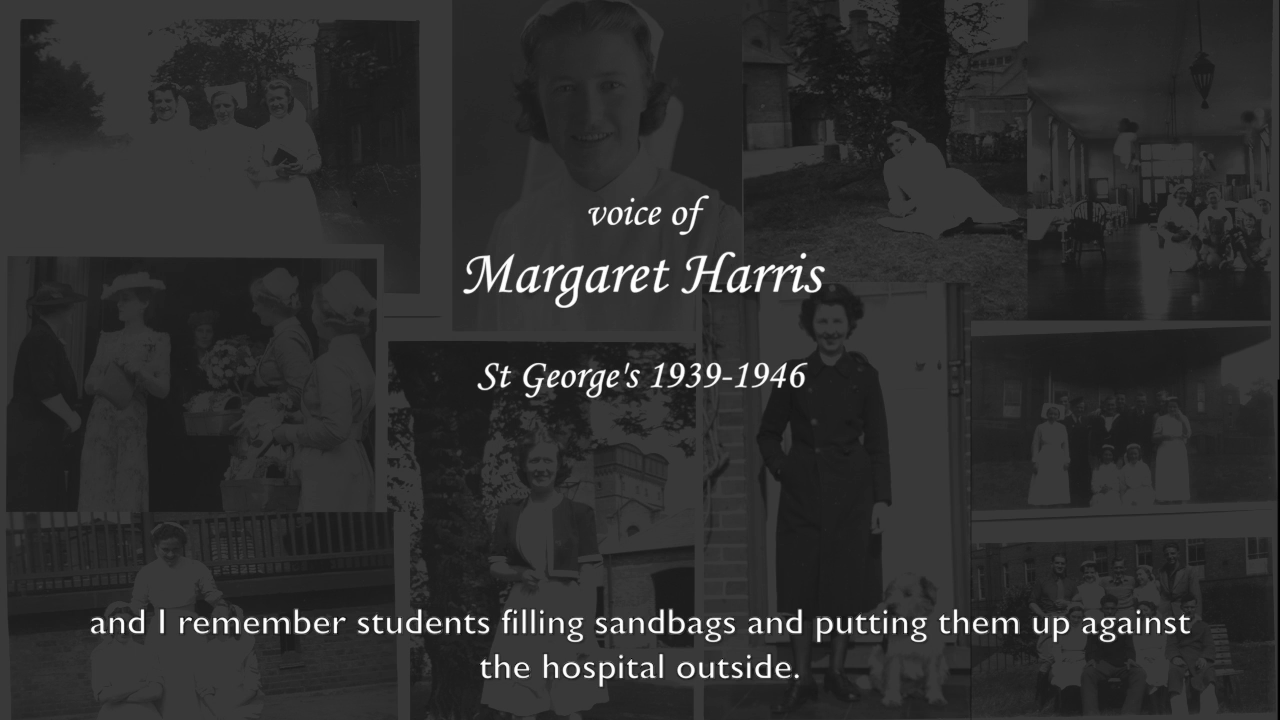 voice of
Margaret Harris
St George's 1939-1946
and I remember students filling sandbags and putting them up against
the hospital outside.